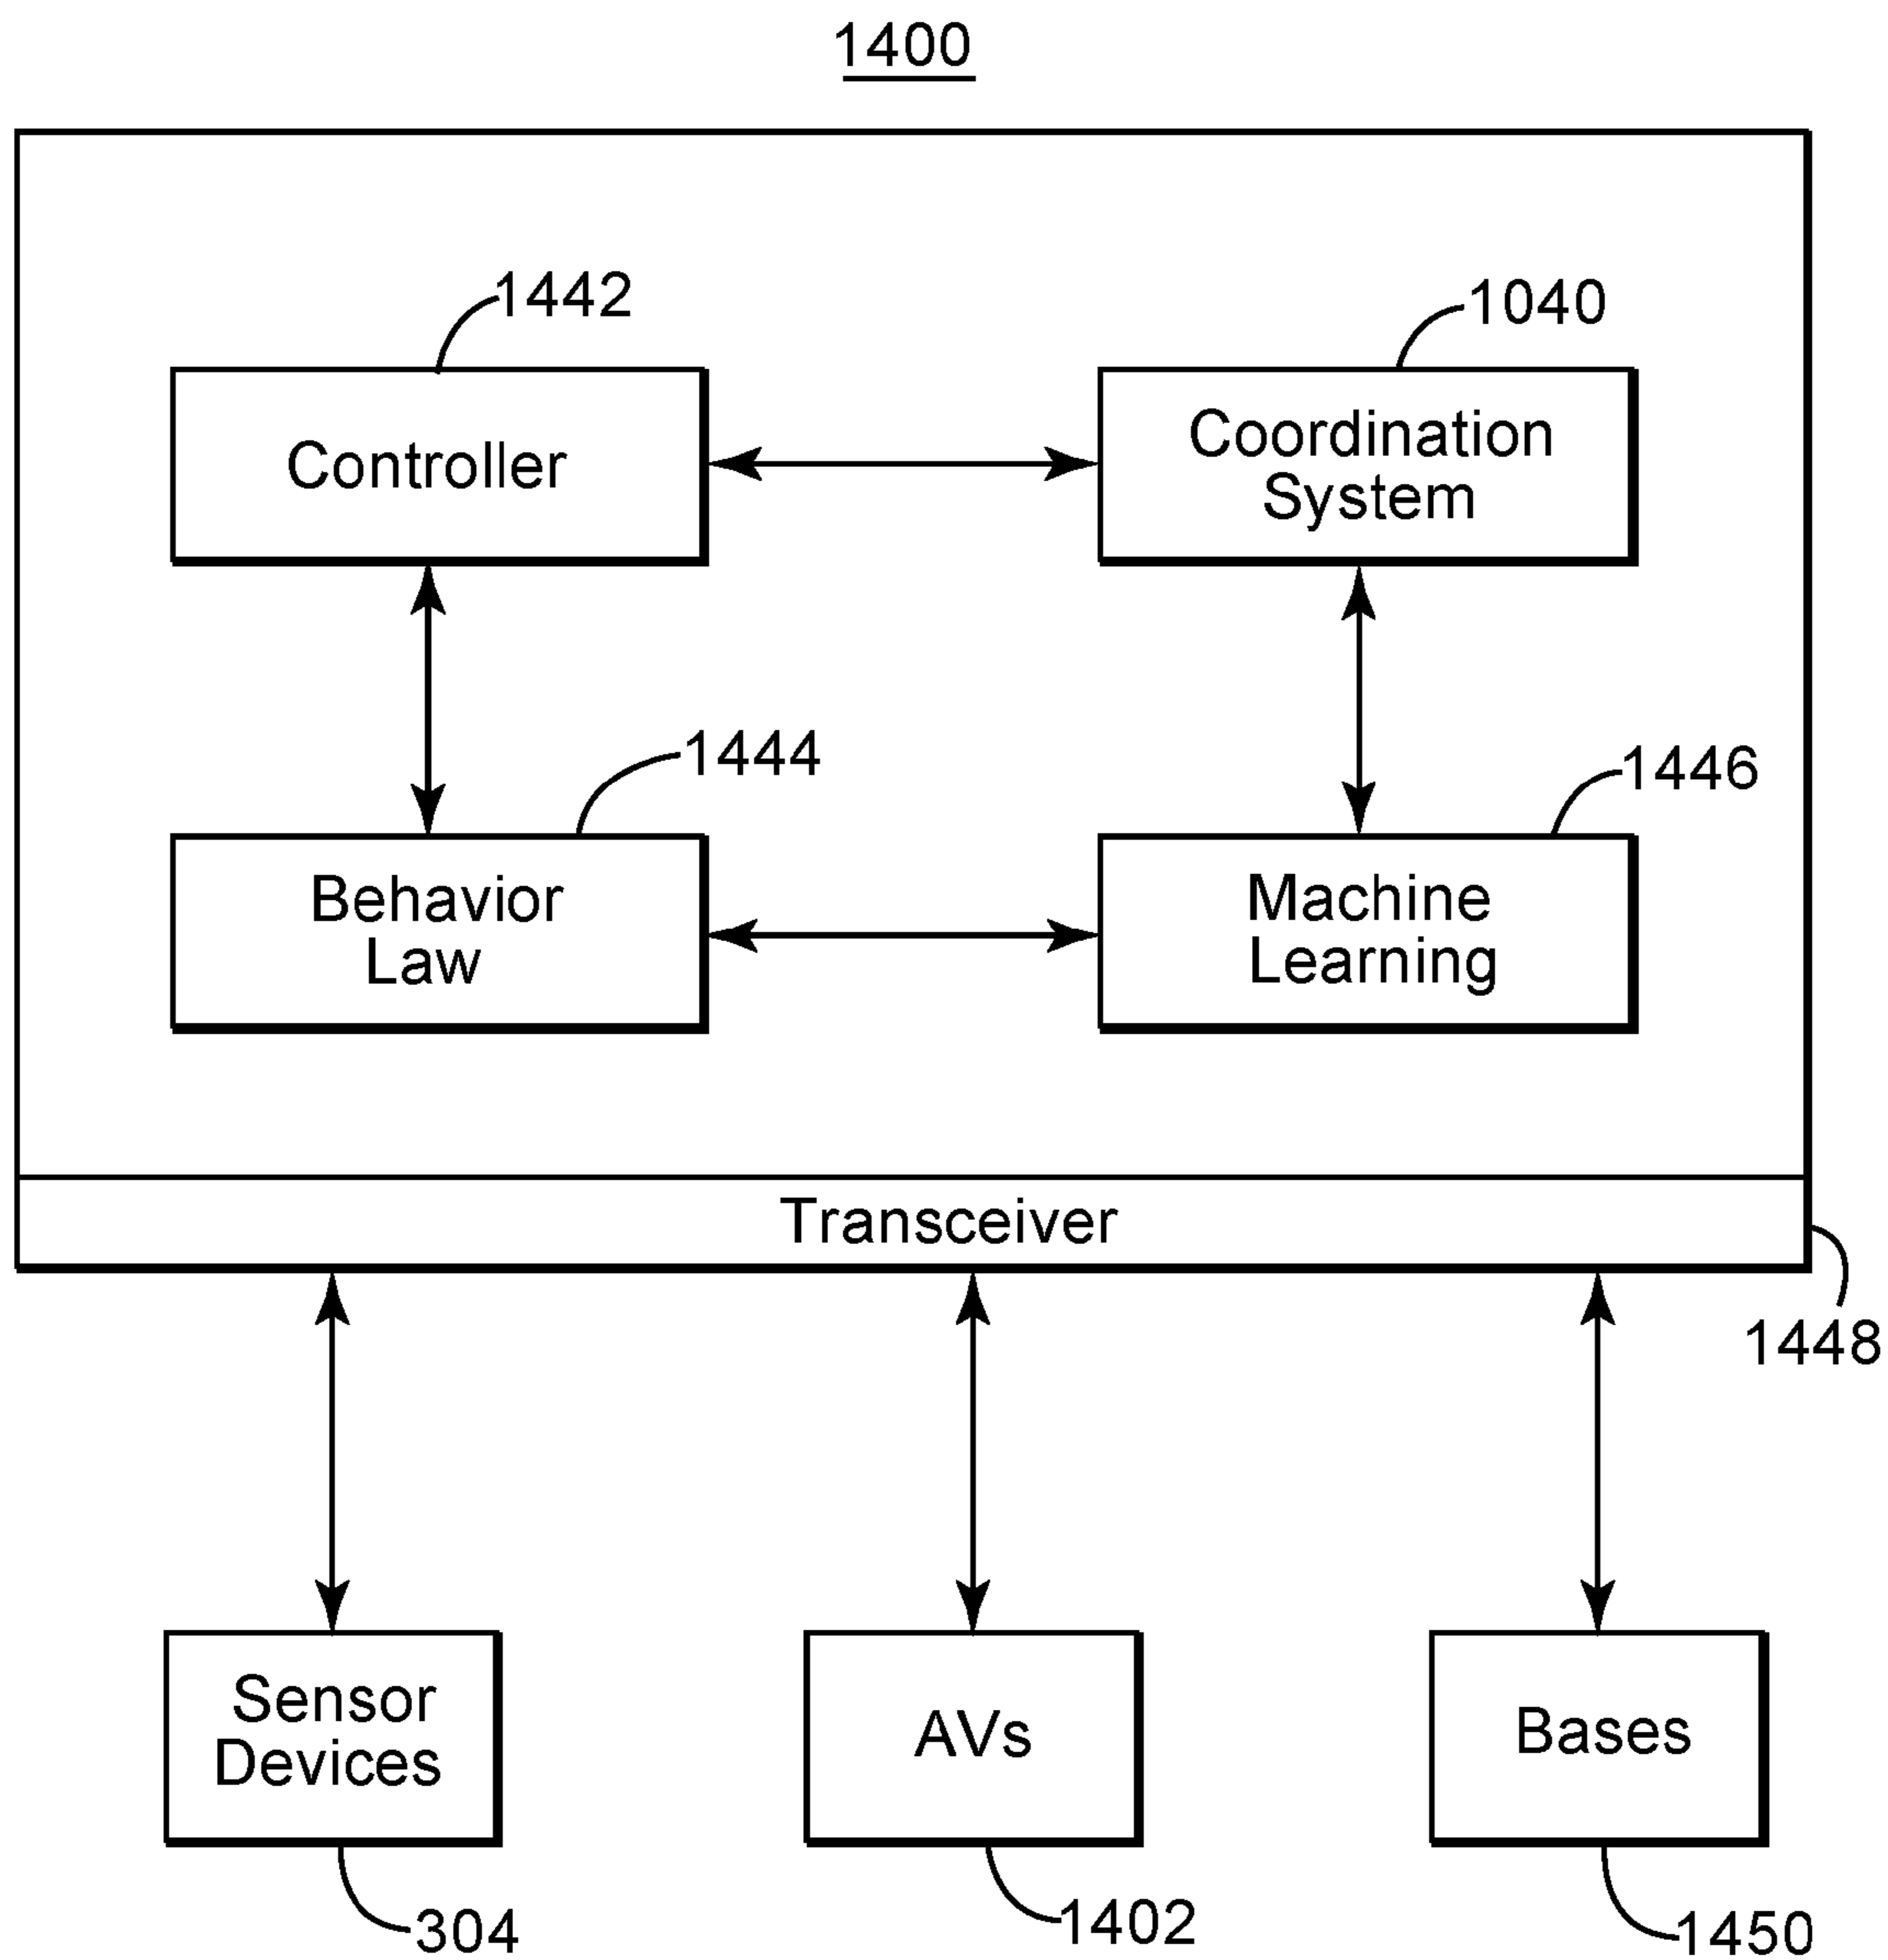 1400
1442
1040
Controller
Coordination
System
1444
1446
Behavior
Law
Machine
Learning
Transceiver
1448
Sensor
Devices
AVs
Bases
304
1402
1450